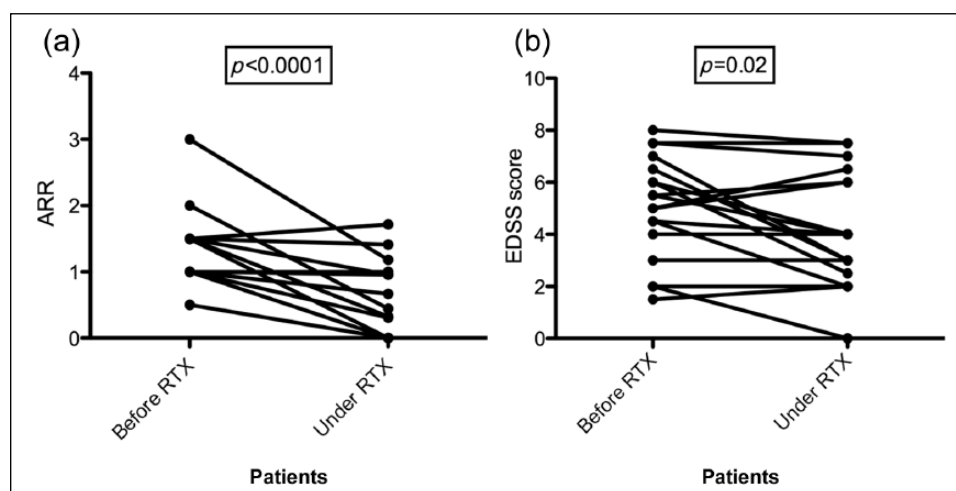 (a)
p<0.0001
4
3
2
1
0
ARR
Before RTX
Under RTX
Patients
(b)
p=0.02
10
8
6
4
2
0
EDSS score
Before RTX
Under RTX
Patients